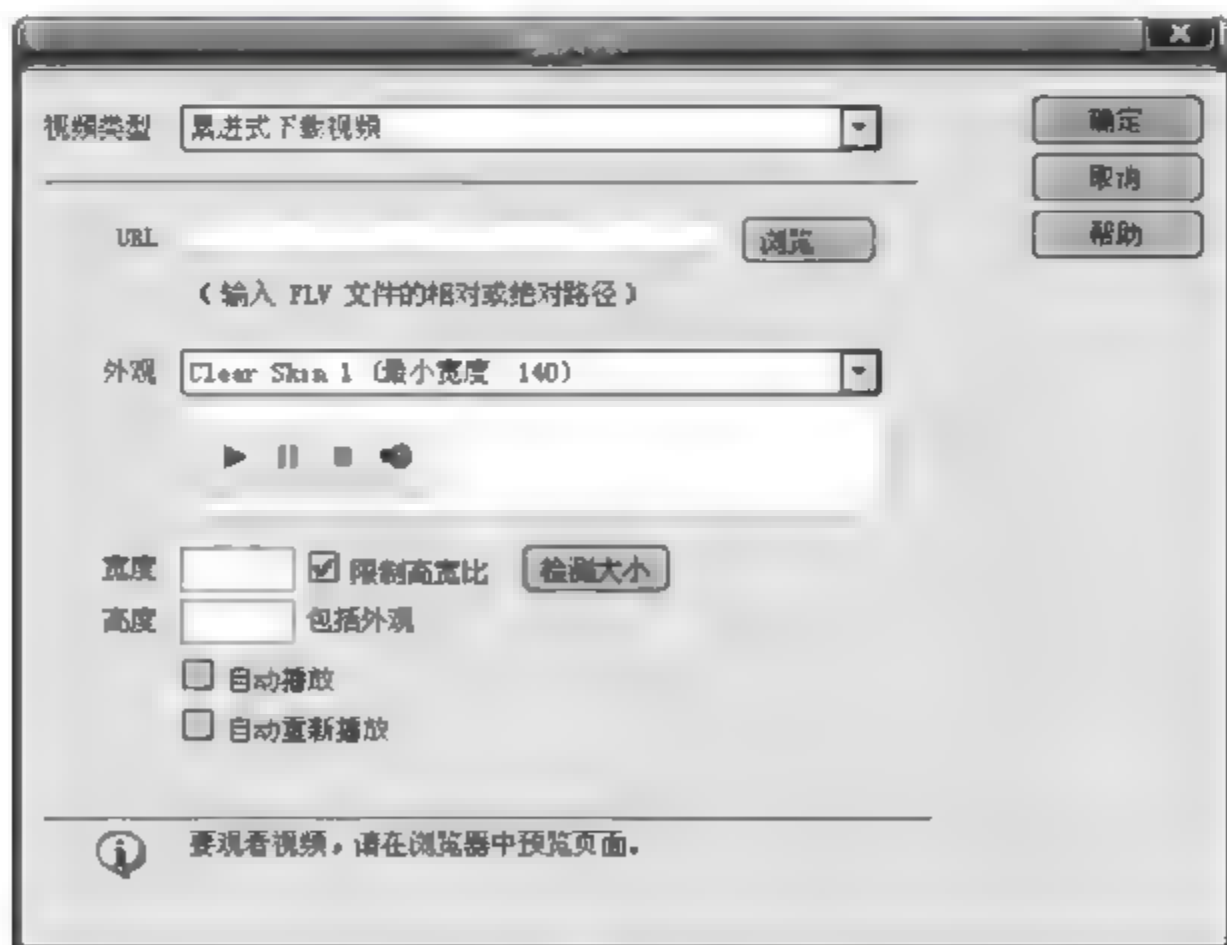 视频类型 累进式下载视频
确定
取消
URL 浏览
帮助
(输入 FLV 文件的相对或绝对路径)
外观 Clear Skin 1 (最小宽度 140)
宽度 限制高宽比 检测大小
高度 包括外观
自动播放
自动重新播放
要观看视频,请在浏览器中预览页面。